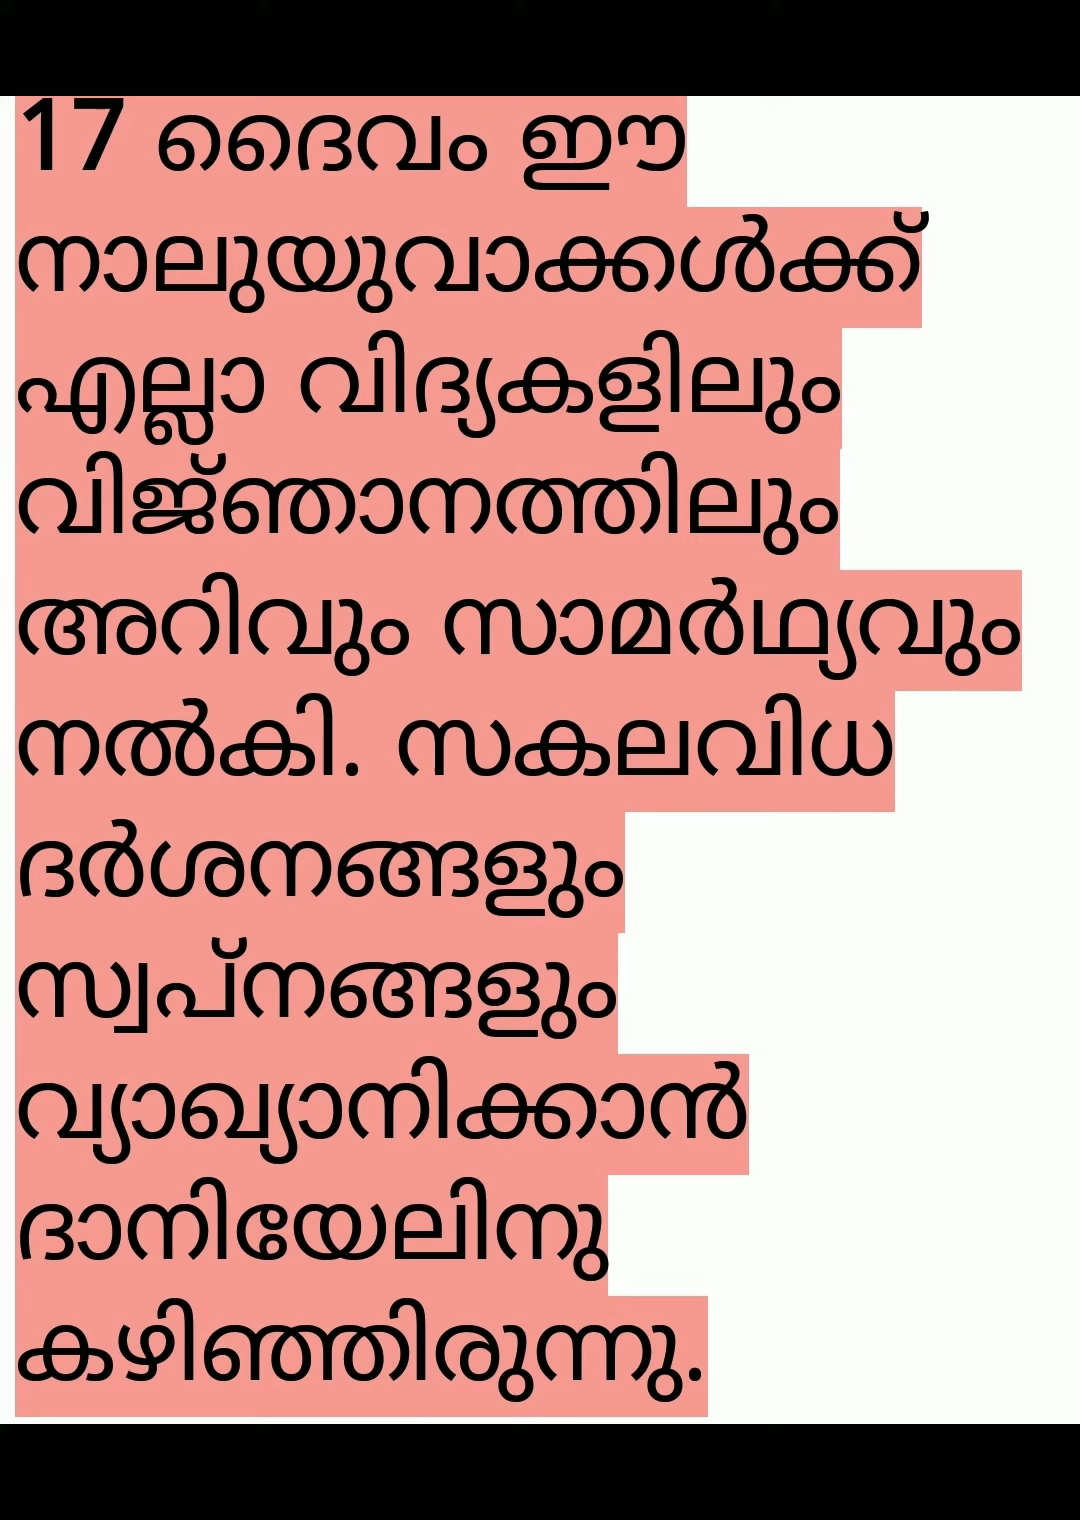 17 ദൈവം ഈ
നാലുയുവാക്കൾക്ക്
എല്ലാ വിദ്യകളിലും
വിജ്ഞാനത്തിലും
അറിവും സാമർഥ്യവും
നൽകി. സകലവിധ
ദർശനങ്ങളും
സ്വപ്നങ്ങളും
വ്യാഖ്യാനിക്കാൻ
ദാനിയേലിനു
കഴിഞ്ഞിരുന്നു.